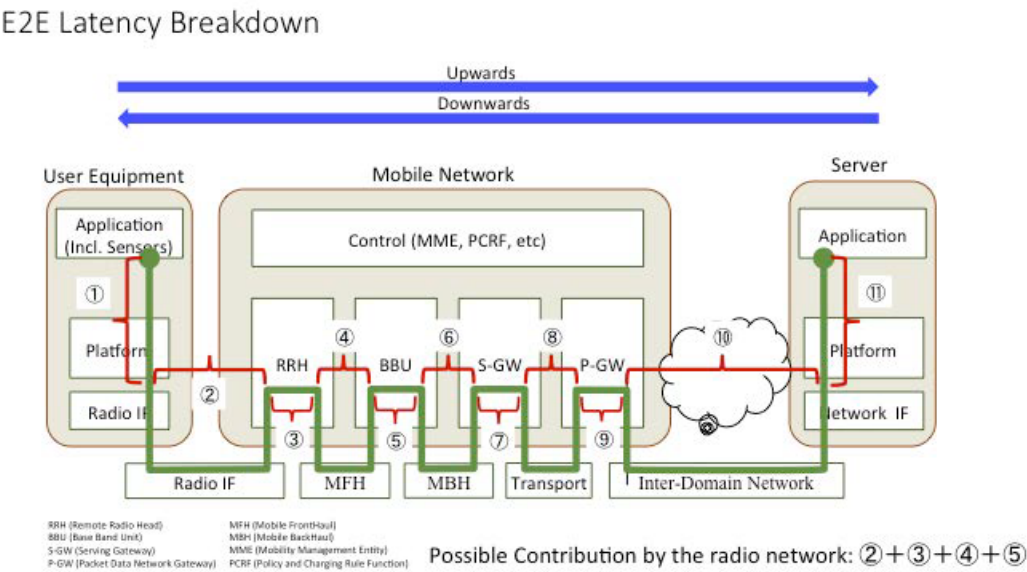 E2E Latency Breakdown
Upwards
Downwards
User Equipment
Mobile Network
Server
Application
(Incl. Sensors)
Control (MME, PCRF, etc)
Application
①
⑪
④
⑥
⑧
⑩
Platform
RRH
BBU
S-GW
P-GW
Platform
②
Radio IF
③
⑤
⑦
⑨
Network IF
Radio IF
MFH
MBH
Transport
Inter-Domain Network
RRH (Remote Radio Head)
BBU (Base Band Unit)
S-GW (Serving Gateway)
P-GW (Packet Data Network Gateway)
MFH (Mobile FrontHaul)
MBH (Mobile BackHaul)
MME (Mobility Management Entity)
PCRF (Policy and Charging Rule Function)
Possible Contribution by the radio network: ②+③+④+⑤